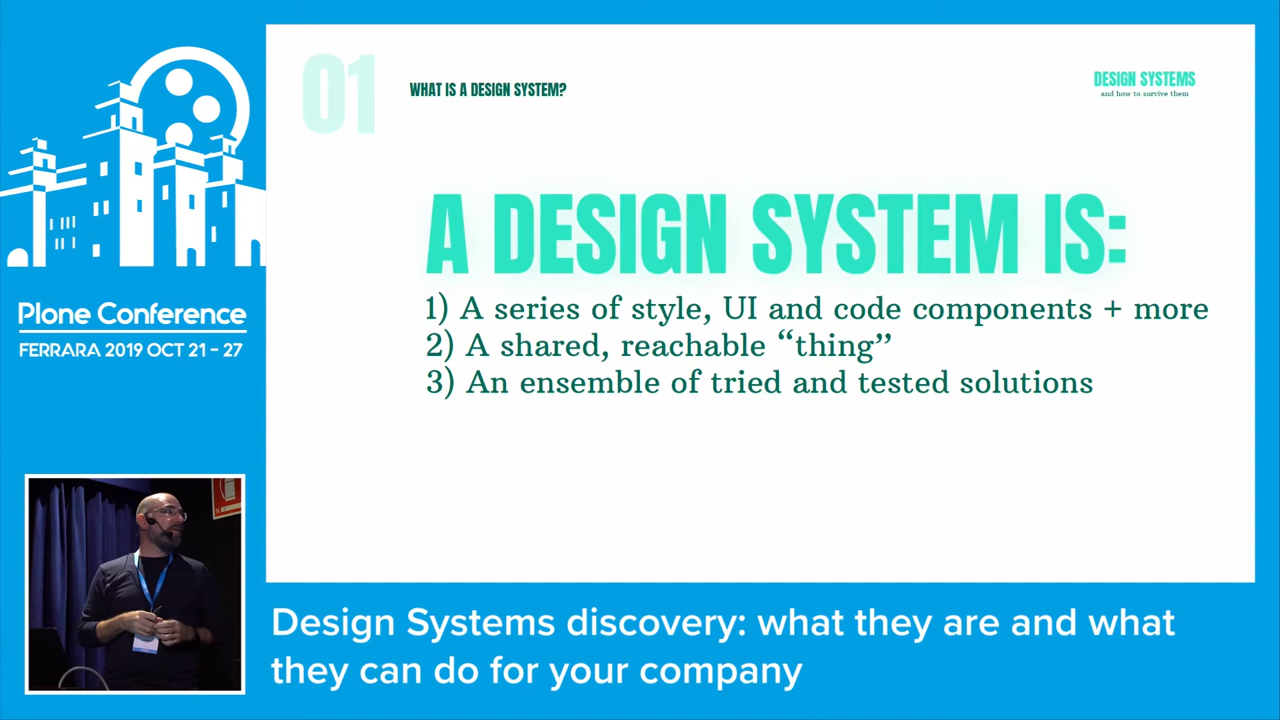 01
WHAT IS A DESIGN SYSTEM?
DESIGN SYSTEMS
and how to survive them
A DESIGN SYSTEM IS:
1) A series of style, UI and code components + more
2) A shared, reachable “thing”
3) An ensemble of tried and tested solutions
Plone Conference
FERRARA 2019 OCT 21 - 27
Design Systems discovery: what they are and what
they can do for your company